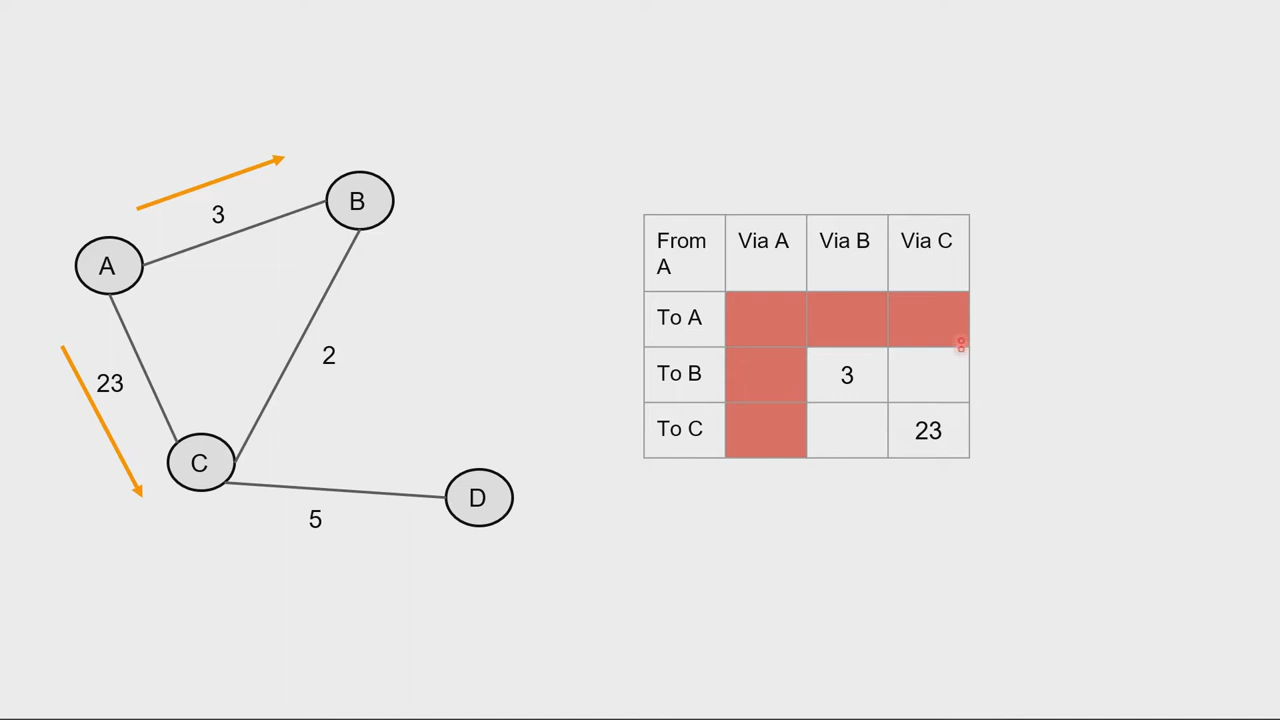 3
B
A
2
23
C
D
5
From Via A Via B Via C
A
To A
To B 3
To C 23